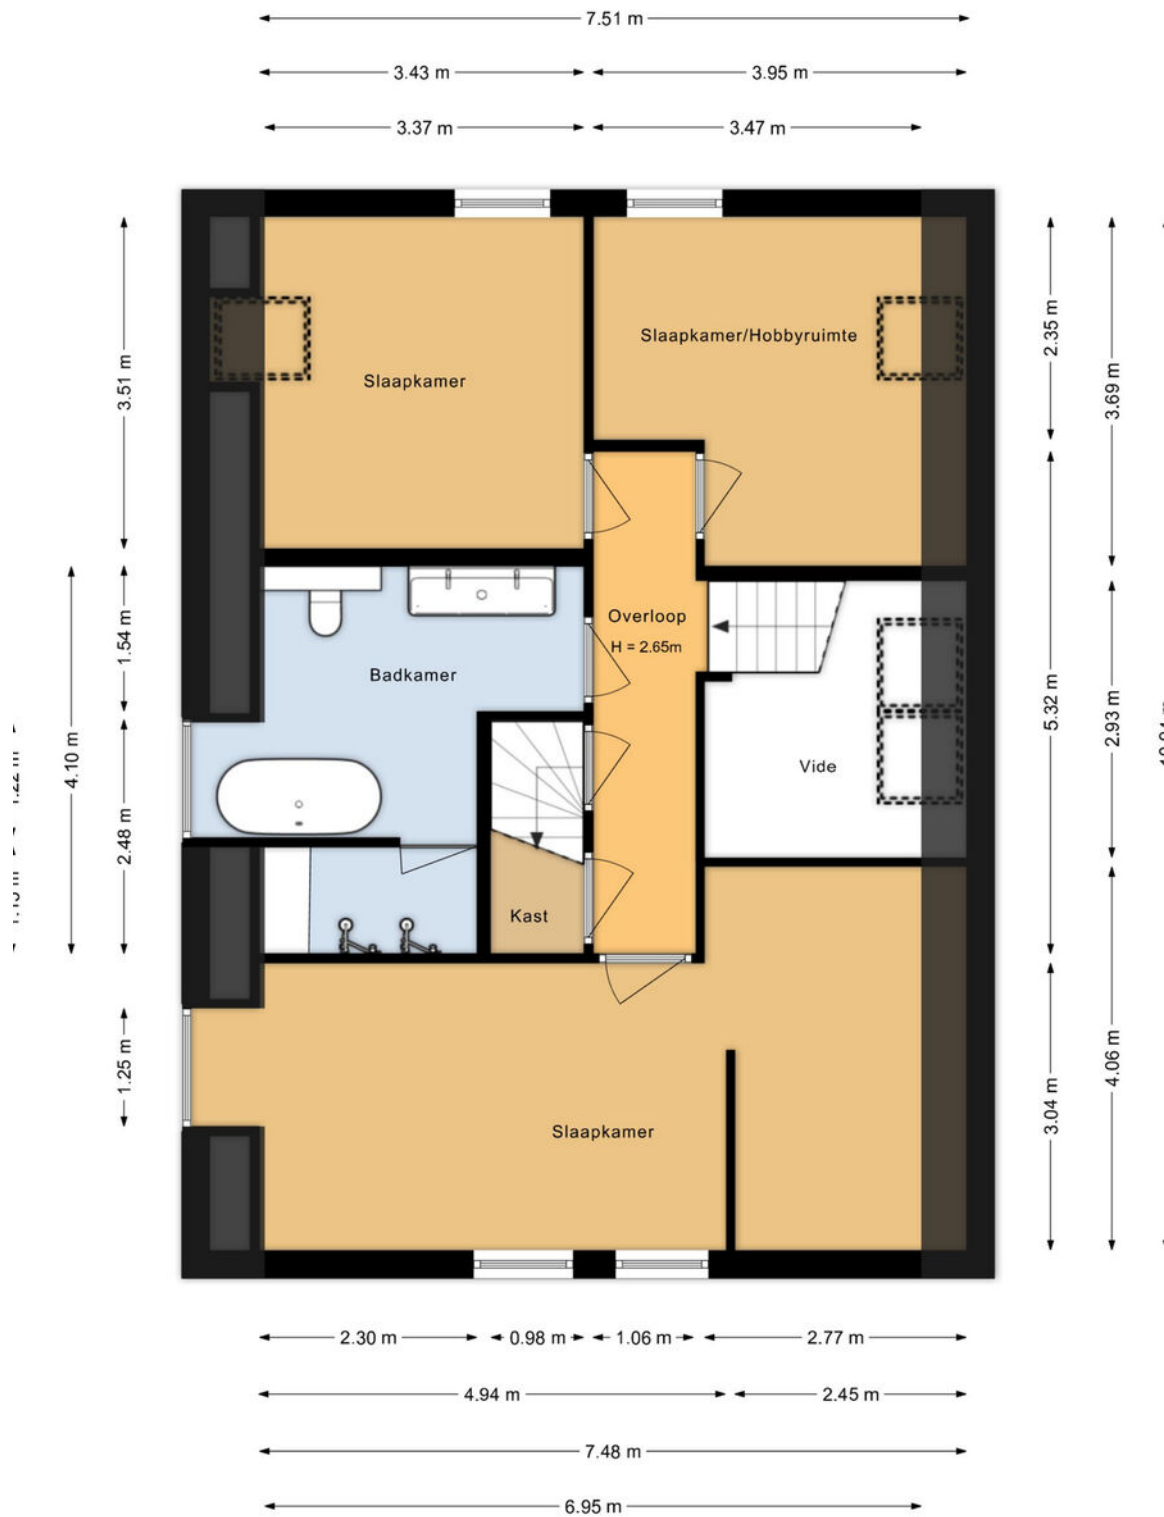 7.51 m
3.43 m
3.95 m
3.37 m
3.47 m
3.51 m
2.35 m
3.69 m
Slaapkamer/Hobbyruimte
Slaapkamer
1.54 m
4.10 m
2.48 m
Overloop
H = 2.65m
Badkamer
5.32 m
2.93 m
Vide
Kast
1.25 m
Slaapkamer
3.04 m
4.06 m
2.30 m
0.98 m
1.06 m
2.77 m
4.94 m
2.45 m
7.48 m
6.95 m